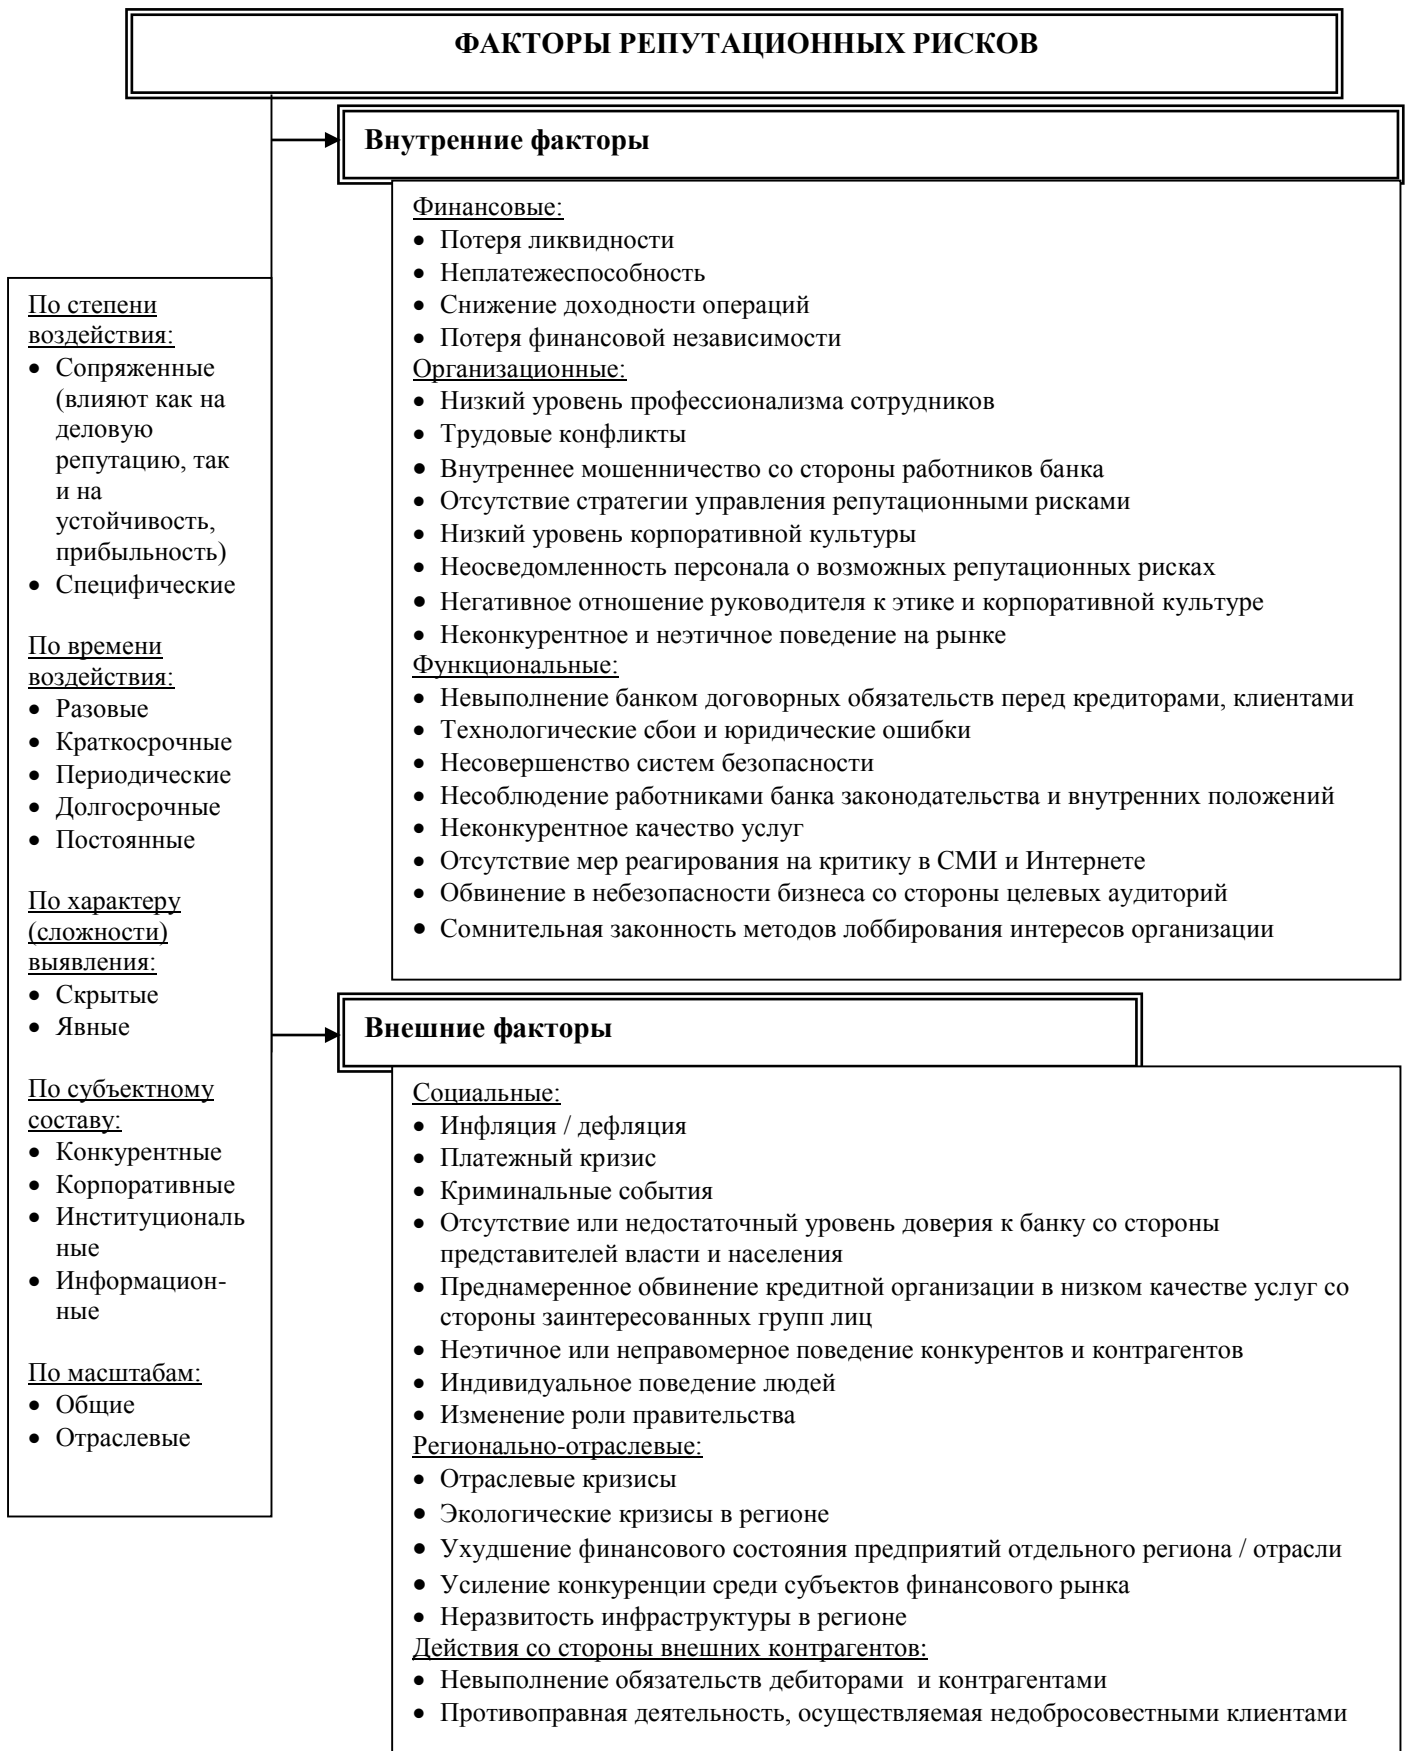 ФАКТОРЫ РЕПУТАЦИОННЫХ РИСКОВ
Внутренние факторы
Финансовые:
• Потеря ликвидности
• Неплатежеспособность
• Снижение доходности операций
• Потеря финансовой независимости
Организационные:
• Низкий уровень профессионализма сотрудников
• Трудовые конфликты
• Внутреннее мошенничество со стороны работников банка
• Отсутствие стратегии управления репутационными рисками
• Низкий уровень корпоративной культуры
• Неосведомленность персонала о возможных репутационных рисках
• Негативное отношение руководителя к этике и корпоративной культуре
• Неконкурентное и неэтичное поведение на рынке
Функциональные:
• Невыполнение банком договорных обязательств перед кредиторами, клиентами
• Технологические сбои и юридические ошибки
• Несовершенство систем безопасности
• Несоблюдение работниками банка законодательства и внутренних положений
• Неконкурентное качество услуг
• Отсутствие мер реагирования на критику в СМИ и Интернете
• Обвинение в небезопасности бизнеса со стороны целевых аудиторий
• Сомнительная законность методов лоббирования интересов организации
По степени
воздействия:
• Сопряженные
(влияют как на
деловую
репутацию, так
и на
устойчивость,
прибыльность)
• Специфические
По времени
воздействия:
• Разовые
• Краткосрочные
• Периодические
• Долгосрочные
• Постоянные
По характеру
(сложности)
выявления:
• Скрытые
• Явные
По субъектному
составу:
• Конкурентные
• Корпоративные
• Институциональ
ные
• Информацион-
ные
По масштабам:
• Общие
• Отраслевые
Внешние факторы
Социальные:
• Инфляция / дефляция
• Платежный кризис
• Криминальные события
• Отсутствие или недостаточный уровень доверия к банку со стороны
представителей власти и населения
• Преднамеренное обвинение кредитной организации в низком качестве услуг со
стороны заинтересованных групп лиц
• Неэтичное или неправомерное поведение конкурентов и контрагентов
• Индивидуальное поведение людей
• Изменение роли правительства
Регионально-отраслевые:
• Отраслевые кризисы
• Экологические кризисы в регионе
• Ухудшение финансового состояния предприятий отдельного региона / отрасли
• Усиление конкуренции среди субъектов финансового рынка
• Неразвитость инфраструктуры в регионе
Действия со стороны внешних контрагентов:
• Невыполнение обязательств дебиторами и контрагентами
• Противоправная деятельность, осуществляемая недобросовестными клиентами